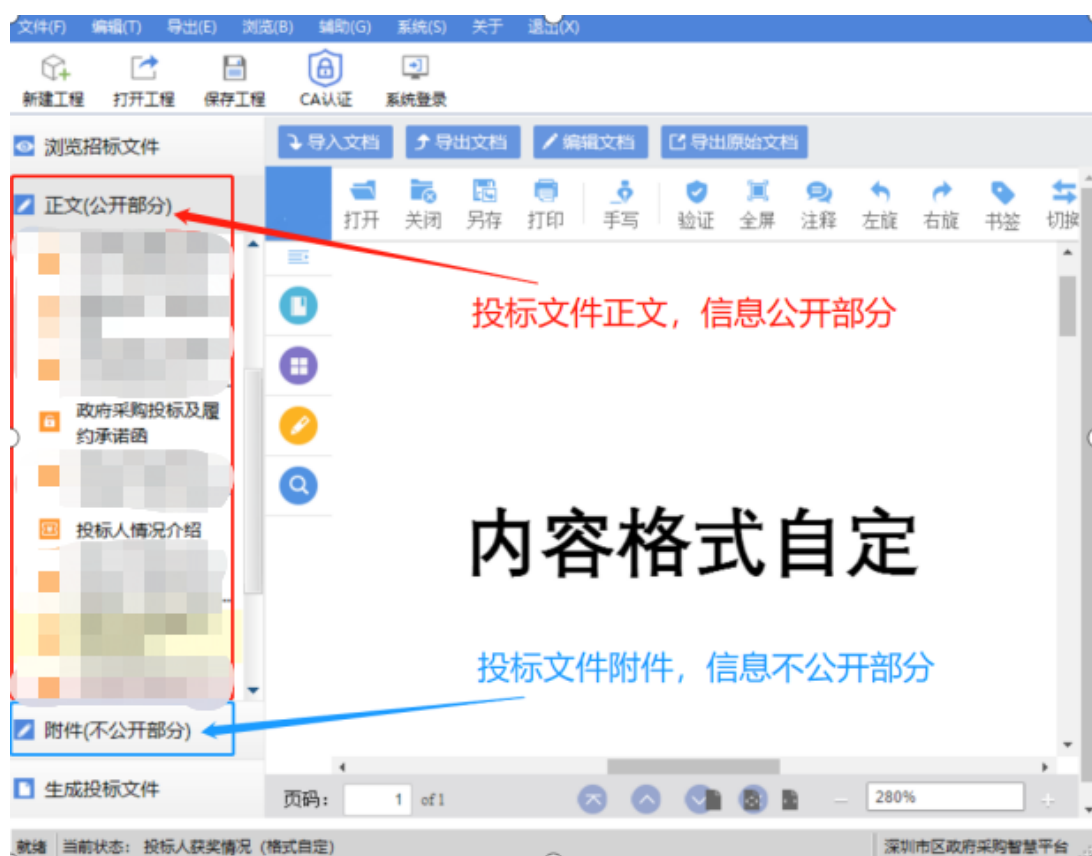 文件(F) 编辑(T) 导出(E) 浏览(B) 辅助(G) 系统(S) 关于 退出(X)
新建工程 打开工程 保存工程 CA认证 系统登录
浏览招标文件
导入文档 导出文档 编辑文档 导出原始文档
正文(公开部分)
打开 关闭 另存 打印 手写 验证 全屏 注释 左旋 右旋 书签 切换
投标文件正文，信息公开部分
政府采购投标及履
约承诺函
投标人情况介绍
内容格式自定
投标文件附件，信息不公开部分
附件(不公开部分)
生成投标文件
页码： 1 of 1 280%
就绪 当前状态： 投标人获奖情况（格式自定） 深圳市区政府采购智慧平台